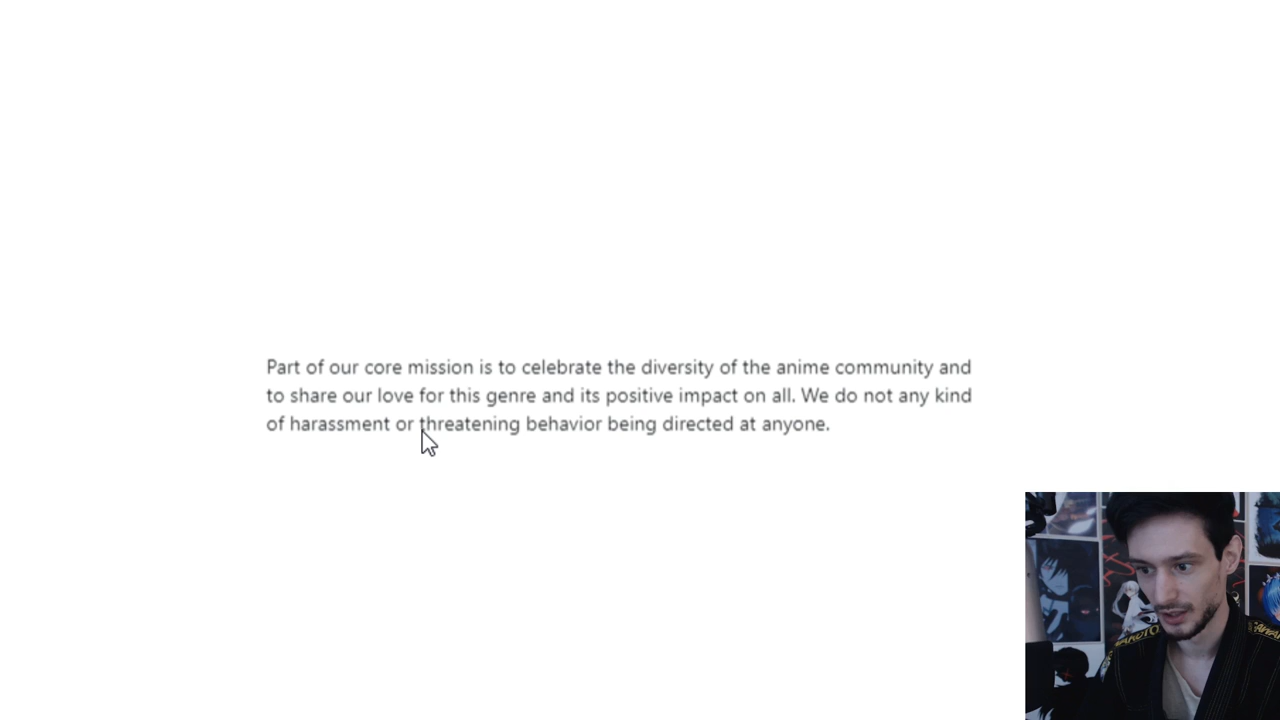 Part of our core mission is to celebrate the diversity of the anime community and
to share our love for this genre and its positive impact on all. We do not any kind
of harassment or threatening behavior being directed at anyone.